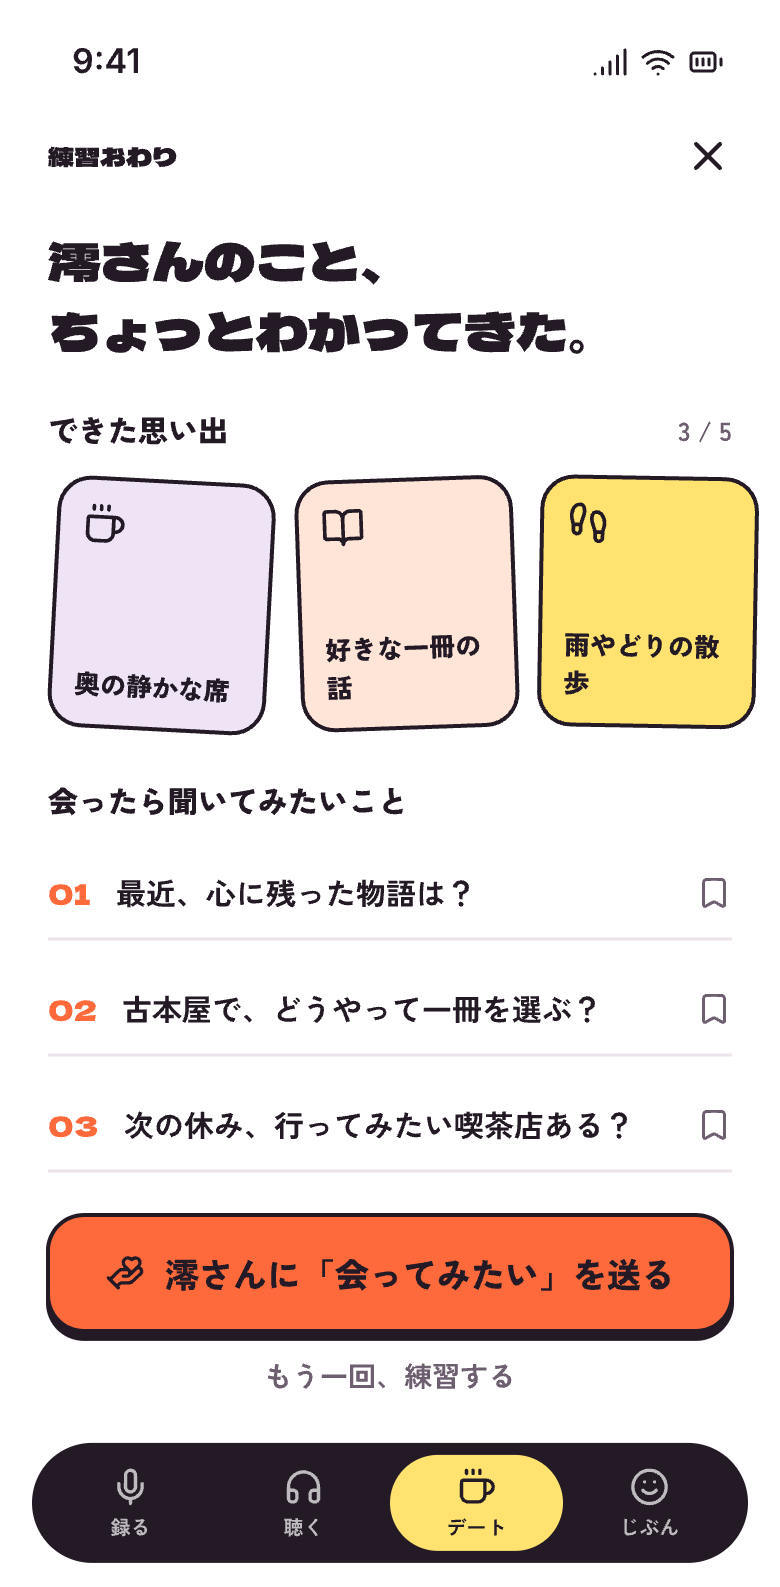 9:41
練習おわり
澪さんのこと、
ちょっとわかってきた。
できた思い出
3 / 5
奥の静かな席
好きな一冊の
話
雨やどりの散
歩
会ったら聞いてみたいこと
01 最近、心に残った物語は？
02 古本屋で、どうやって一冊を選ぶ？
03 次の休み、行ってみたい喫茶店ある？
澪さんに「会ってみたい」を送る
もう一回、練習する
録る
聴く
デート
じぶん